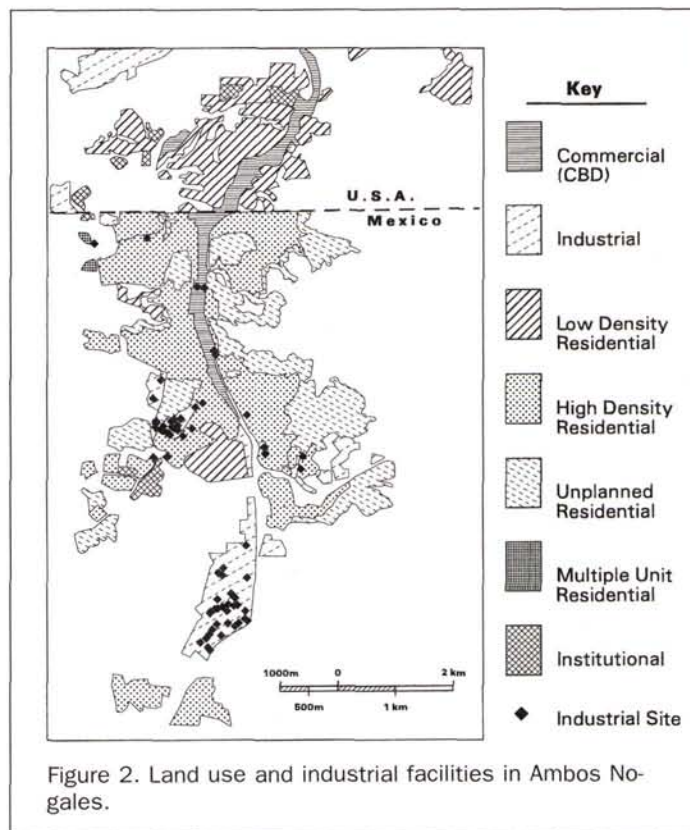 U.S.A.
Mexico
1000m 0 2 km
500m 1 km
Key
Commercial
(CBD)
Industrial
Low Density
Residential
High Density
Residential
Unplanned
Residential
Multiple Unit
Residential
Institutional
Industrial Site
Figure 2. Land use and industrial facilities in Ambos No-
gales.